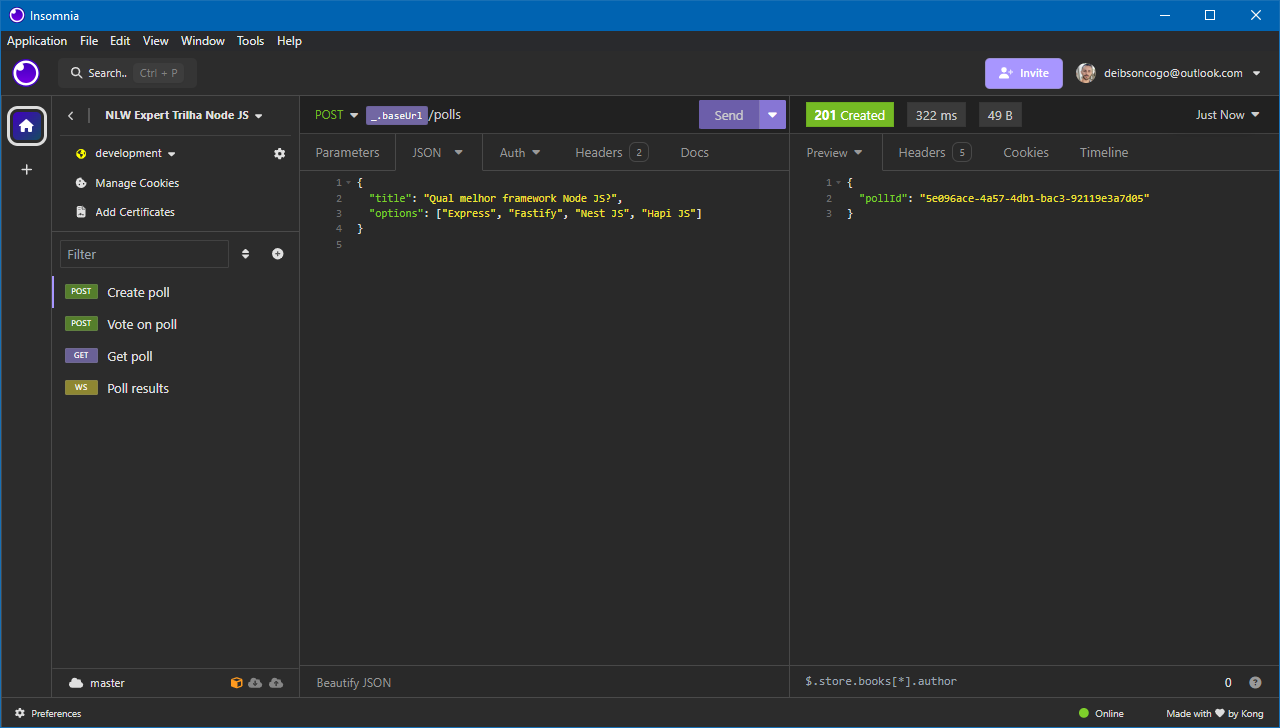 Insomnia
Application File Edit View Window Tools Help
Search.. Ctrl + P
Invite
deibsoncogo@outlook.com
NLW Expert Trilha Node JS
POST _.baseUrl/polls
Send
201 Created 322 ms 49 B
Just Now
development
Manage Cookies
Add Certificates
Filter
POST Create poll
POST Vote on poll
GET Get poll
WS Poll results
Parameters JSON Auth Headers 2 Docs
1 {
2 "title": "Qual melhor framework Node JS?",
3 "options": ["Express", "Fastify", "Nest JS", "Hapi JS"]
4 }
5
Preview Headers 5 Cookies Timeline
1 {
2 "pollId": "5e096ace-4a57-4db1-bac3-92119e3a7d05"
3 }
master
Beautify JSON
$.store.books[*].author
0
Preferences
Online
Made with ♥ by Kong